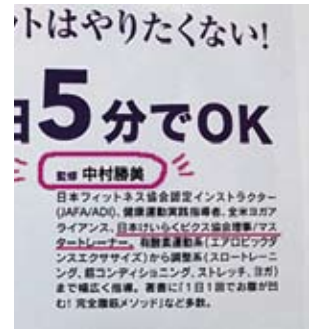 トはやりたくない!
日5分でOK
監修 中村勝美
日本フィットネス協会認定インストラクター
(JAFA/ADI)、健康運動実践指導者、全米ヨガア
ライアンス、日本けいらくビクス協会理事/マス
タートレーナー。有酸素運動系(エアロビックダ
ンスエクササイズ)から調整系(スロートレーニ
ング、筋コンディショニング、ストレッチ、ヨガ)
まで幅広く指導。著書に「1日1回でお腹が凹
む! 完全腹筋メソッド」など多数。